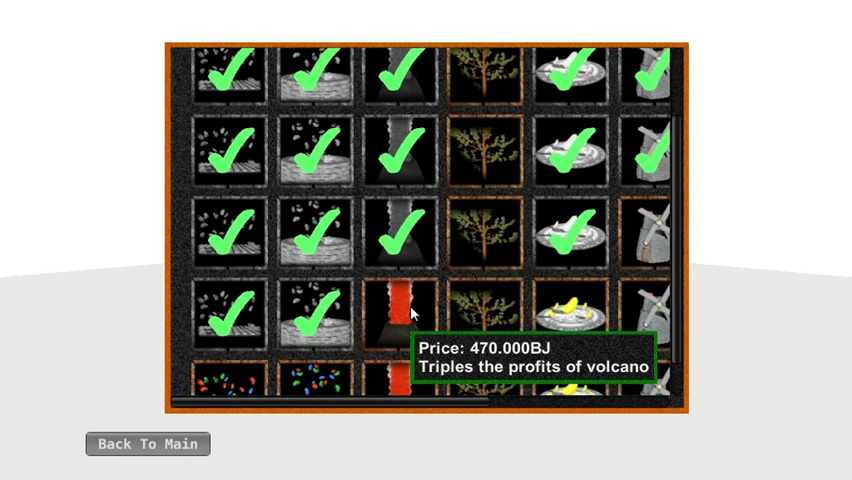 Price: 470.000BJ
Triples the profits of volcano
Back To Main